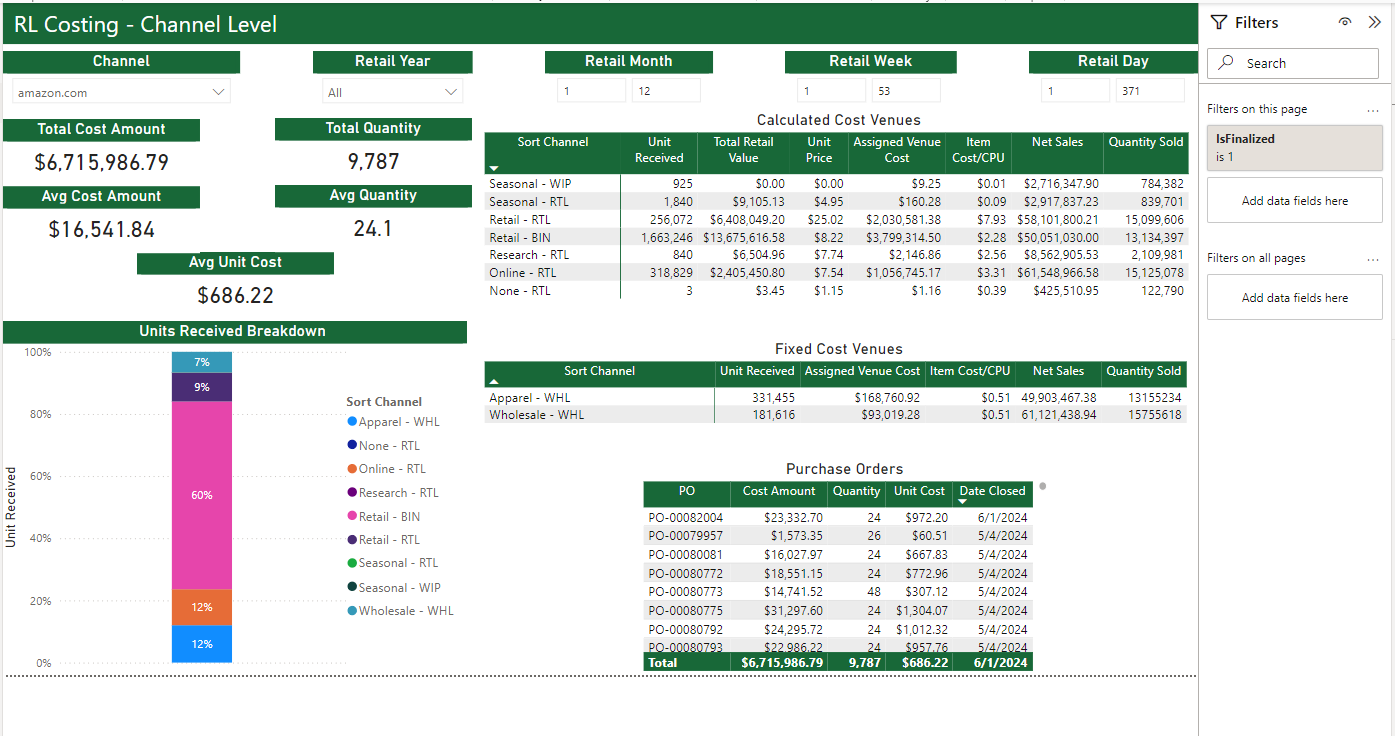 RL Costing - Channel Level
Channel
Retail Year
Retail Month
Retail Week
Retail Day
amazon.com
All
1 12
1 53
1 371
Total Cost Amount
Total Quantity
$6,715,986.79
9,787
Avg Cost Amount
Avg Quantity
$16,541.84
24.1
Avg Unit Cost
$686.22
Calculated Cost Venues
Sort Channel Unit Received Total Retail Value Unit Price Assigned Venue Cost Item Cost/CPU Net Sales Quantity Sold
Seasonal - WIP 925 $0.00 $0.00 $9.25 $0.01 $2,716,347.90 784,382
Seasonal - RTL 1,840 $9,105.13 $4.95 $160.28 $0.09 $2,917,837.23 839,701
Retail - RTL 256,072 $6,408,049.20 $25.02 $2,030,581.38 $7.93 $58,101,800.21 15,099,606
Retail - BIN 1,663,246 $13,675,616.58 $8.22 $3,799,314.50 $2.28 $50,051,030.00 13,134,397
Research - RTL 840 $6,504.96 $7.74 $2,146.86 $2.56 $8,562,905.53 2,109,981
Online - RTL 318,829 $2,405,450.80 $7.54 $1,056,745.17 $3.31 $61,548,966.58 15,125,078
None - RTL 3 $3.45 $1.15 $1.16 $0.39 $425,510.95 122,790
Units Received Breakdown
100%
80%
60%
40%
20%
0%
Unit Received
7%
9%
60%
12%
12%
Sort Channel
Apparel - WHL
None - RTL
Online - RTL
Research - RTL
Retail - BIN
Retail - RTL
Seasonal - RTL
Seasonal - WIP
Wholesale - WHL
Fixed Cost Venues
Sort Channel Unit Received Assigned Venue Cost Item Cost/CPU Net Sales Quantity Sold
Apparel - WHL 331,455 $168,760.92 $0.51 49,903,467.38 13155234
Wholesale - WHL 181,616 $93,019.28 $0.51 61,121,438.94 15755618
Purchase Orders
PO Cost Amount Quantity Unit Cost Date Closed
PO-00082004 $23,332.70 24 $972.20 6/1/2024
PO-00079957 $1,573.35 26 $60.51 5/4/2024
PO-00080081 $16,027.97 24 $667.83 5/4/2024
PO-00080772 $18,551.15 24 $772.96 5/4/2024
PO-00080773 $14,741.52 48 $307.12 5/4/2024
PO-00080775 $31,297.60 24 $1,304.07 5/4/2024
PO-00080792 $24,295.72 24 $1,012.32 5/4/2024
PO-00080793 $22,986.22 24 $957.76 5/4/2024
Total $6,715,986.79 9,787 $686.22 6/1/2024
Filters
Search
Filters on this page ...
IsFinalized
is 1
Add data fields here
Filters on all pages ...
Add data fields here